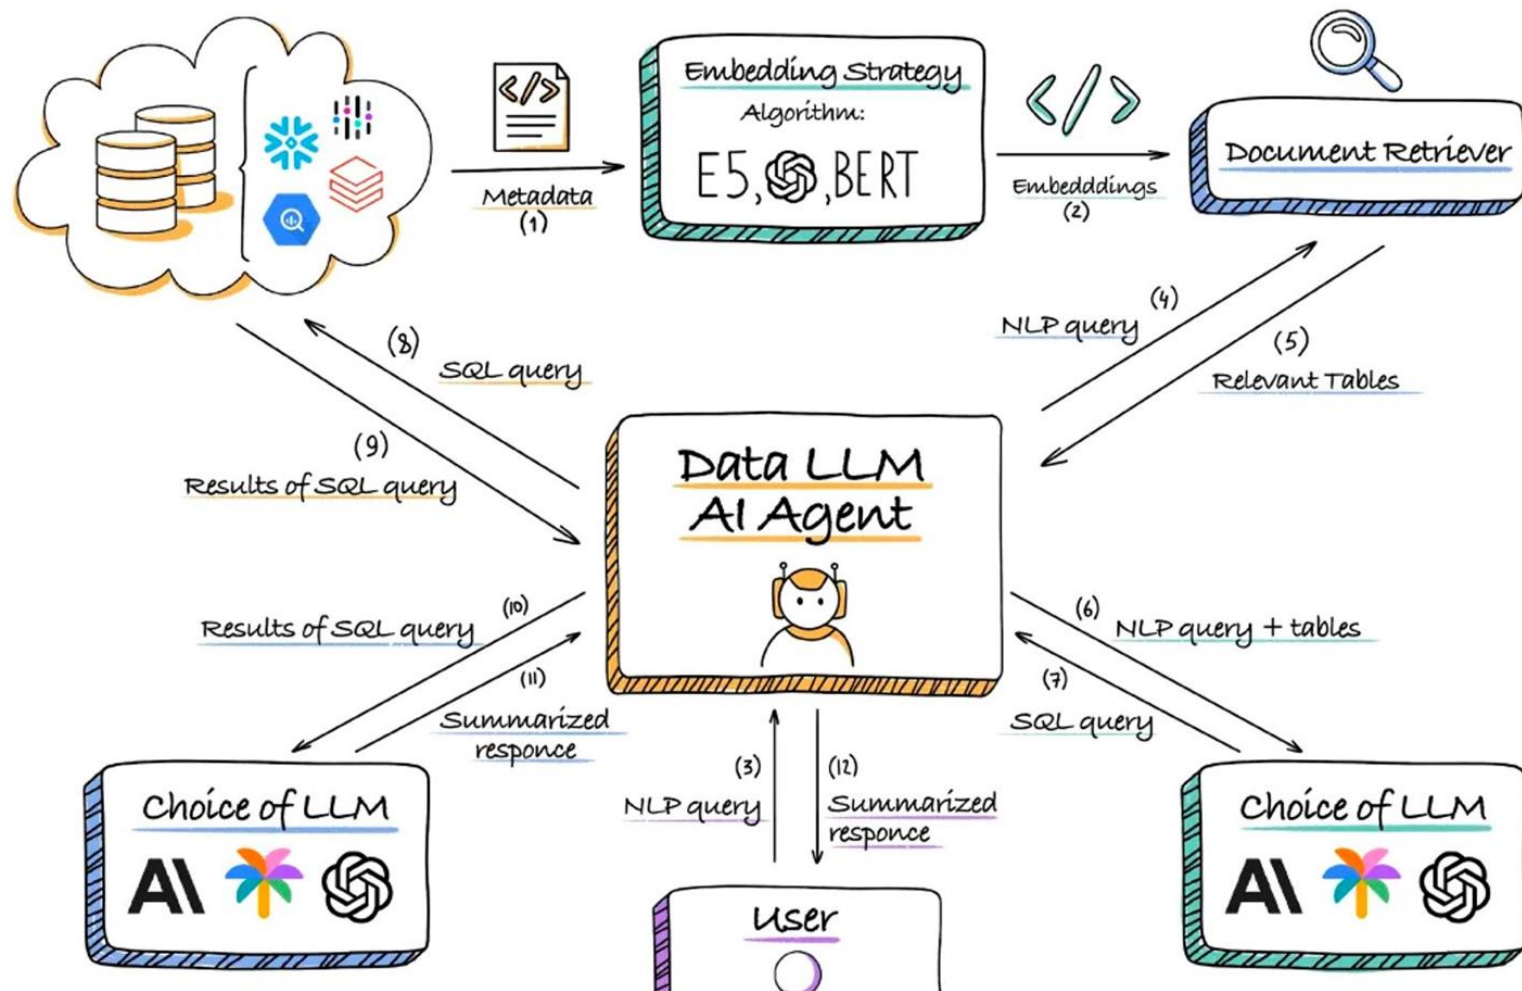 Embedding Strategy
Algorithm:
E5, , BERT
Metadata
(1)
Embedddings
(2)
Document Retriever
NLP query
(4)
(5)
Relevant Tables
(8)
SQL query
(9)
Results of SQL query
Data LLM
AI Agent
(10)
Results of SQL query
(11)
Summarized
responce
(6)
NLP query + tables
(7)
SQL query
(3)
NLP query
(12)
Summarized
responce
Choice of LLM
AI
Choice of LLM
AI
User